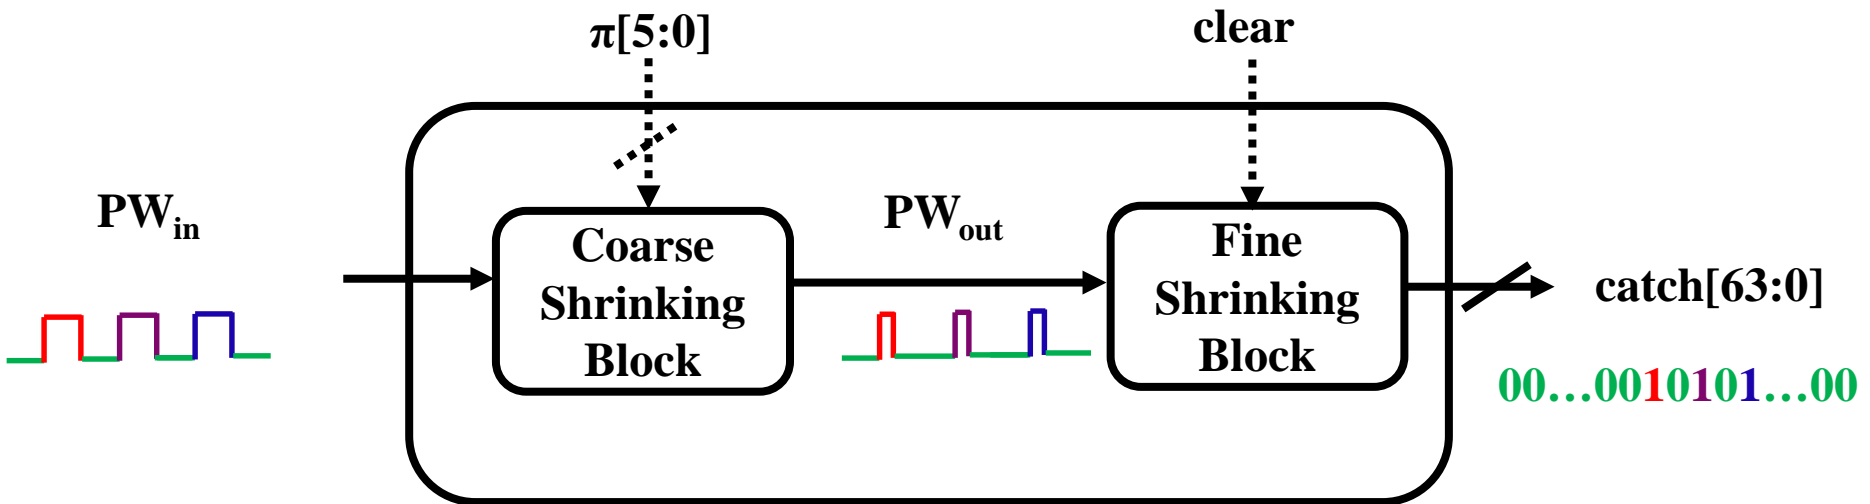 π[5:0]
clear
PWin
Coarse
Shrinking
Block
PWout
Fine
Shrinking
Block
catch[63:0]
00…0010101…00